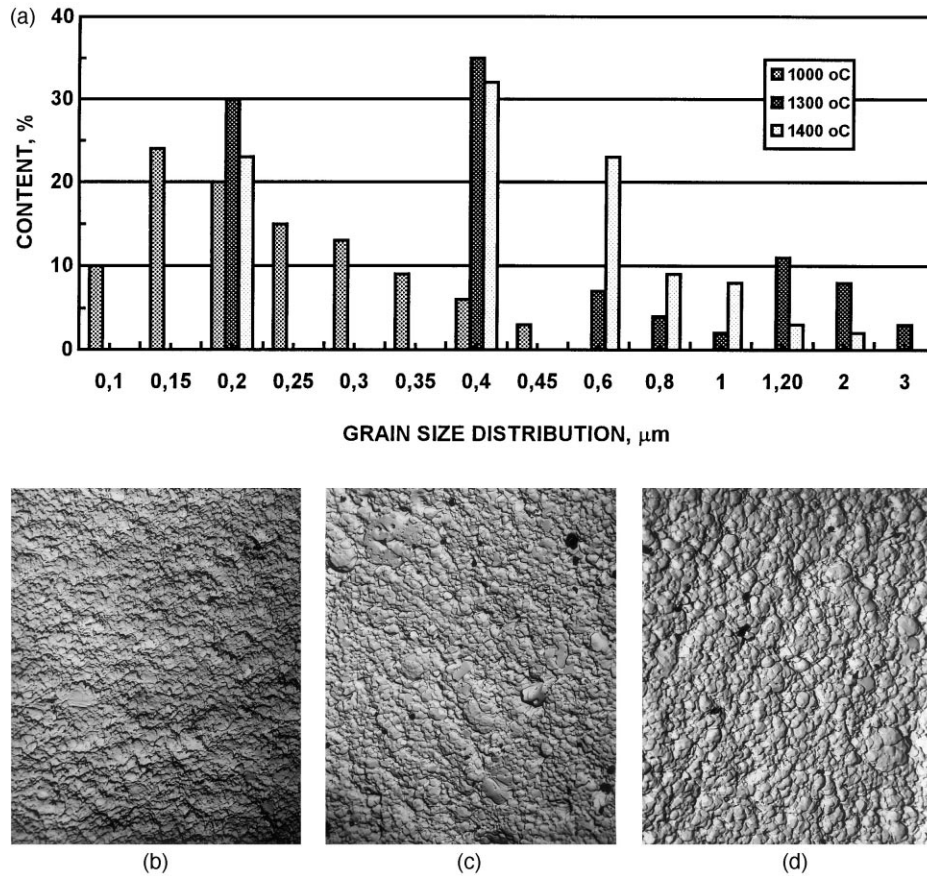 (a)
40
30
20
10
0
CONTENT, %
1000 oC
1300 oC
1400 oC
0,1 0,15 0,2 0,25 0,3 0,35 0,4 0,45 0,6 0,8 1 1,20 2 3
GRAIN SIZE DISTRIBUTION, μm
(b) (c) (d)